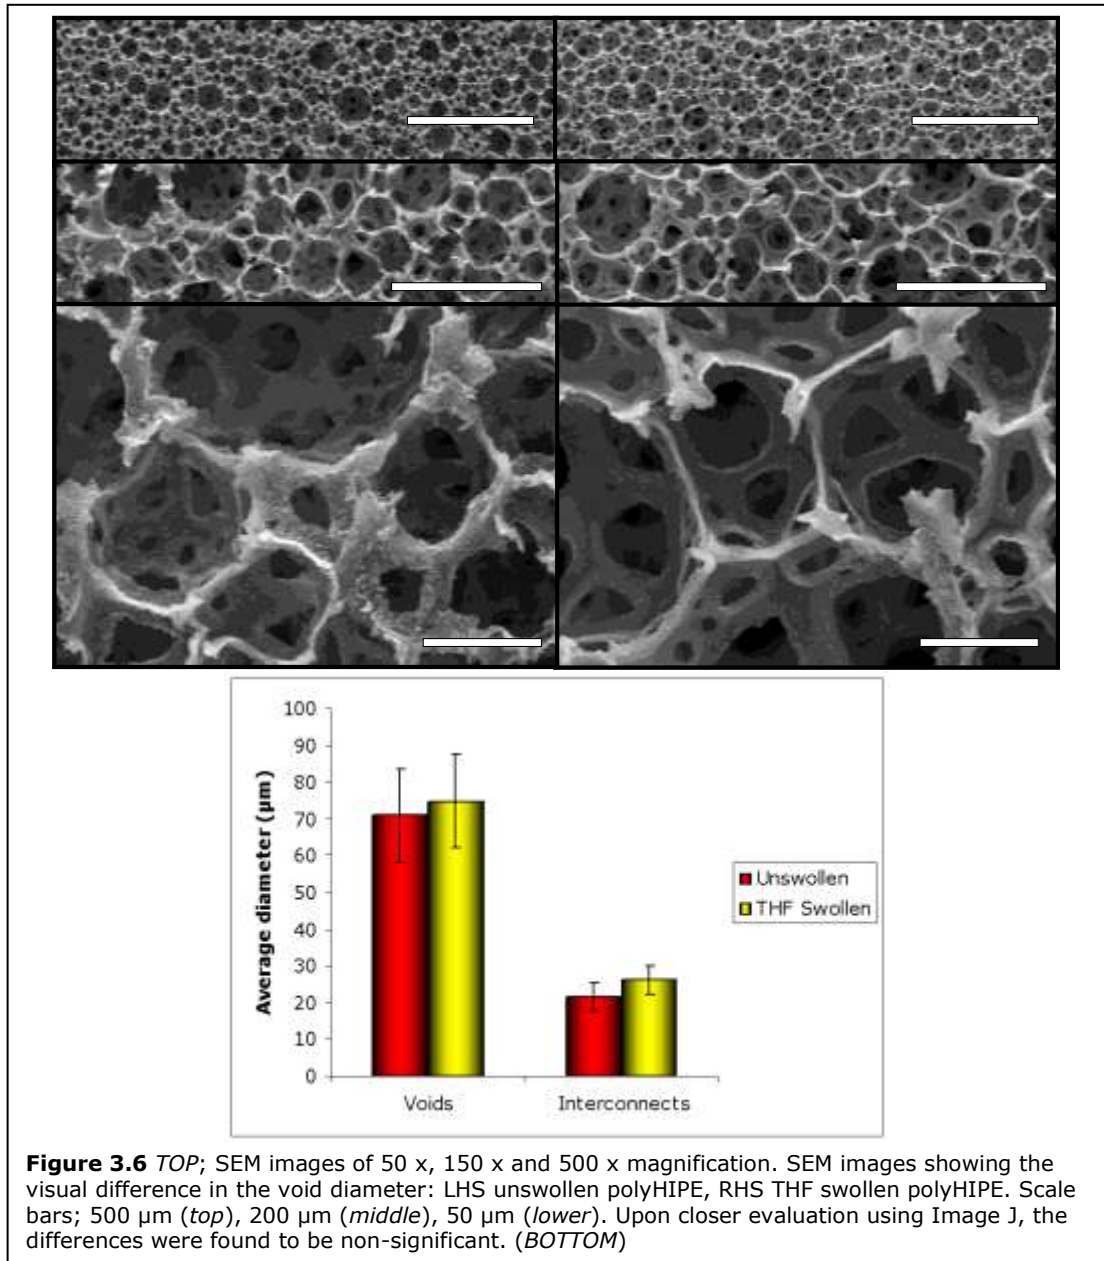 100
90
80
70
60
50
40
30
20
10
0
Average diameter (µm)
Voids
Interconnects
Unswollen
THF Swollen
Figure 3.6 TOP; SEM images of 50 x, 150 x and 500 x magnification. SEM images showing the
visual difference in the void diameter: LHS unswollen polyHIPE, RHS THF swollen polyHIPE. Scale
bars; 500 µm (top), 200 µm (middle), 50 µm (lower). Upon closer evaluation using Image J, the
differences were found to be non-significant. (BOTTOM)